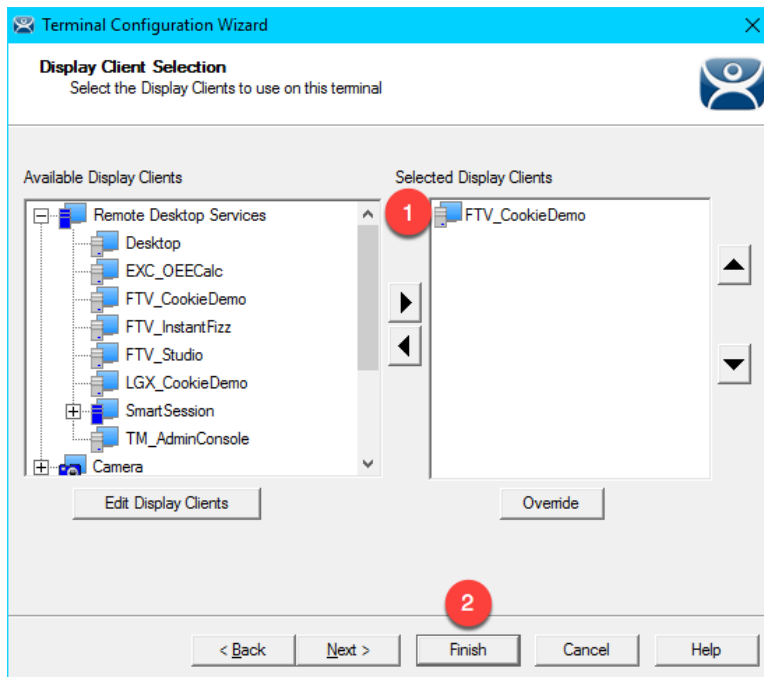 Terminal Configuration Wizard
Display Client Selection
Select the Display Clients to use on this terminal
Available Display Clients
Remote Desktop Services
Desktop
EXC_OEECalc
FTV_CookieDemo
FTV_InstantFizz
FTV_Studio
LGX_CookieDemo
SmartSession
TM_AdminConsole
Camera
Edit Display Clients
Selected Display Clients
1
FTV_CookieDemo
Override
2
< Back
Next >
Finish
Cancel
Help